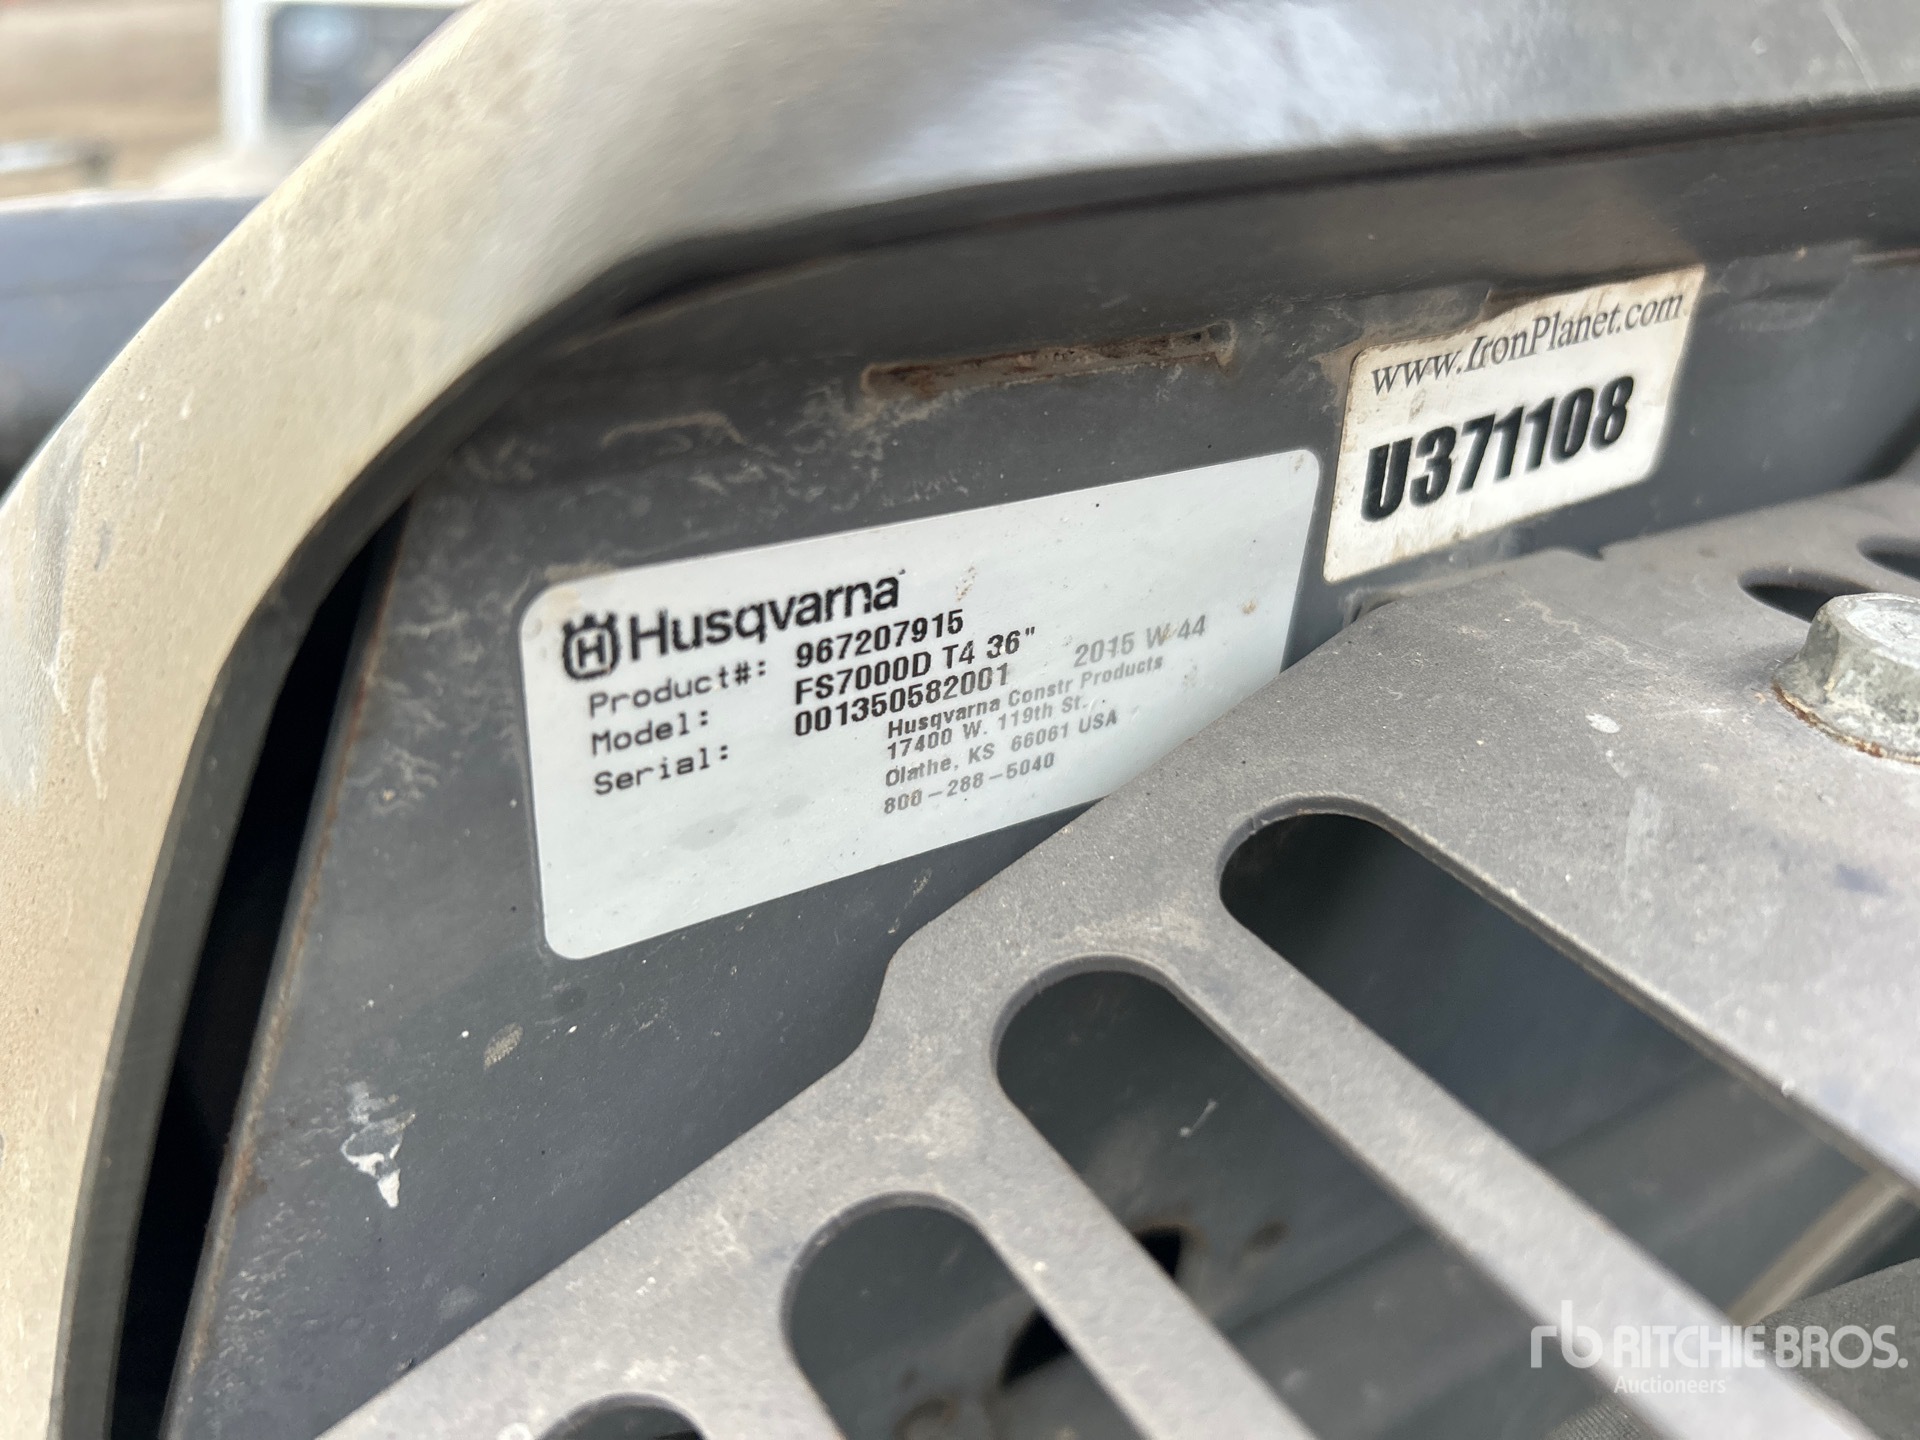 www.IronPlanet.com
U371108
Husqvarna
Product#: 967207915
Model: FS7000D T4 36"
Serial: 001350582001 2015 W 44
Husqvarna Constr Products
17400 W. 119th St.
Olathe, KS 66061 USA
800-288-5040
rb RITCHIE BROS.
Auctioneers